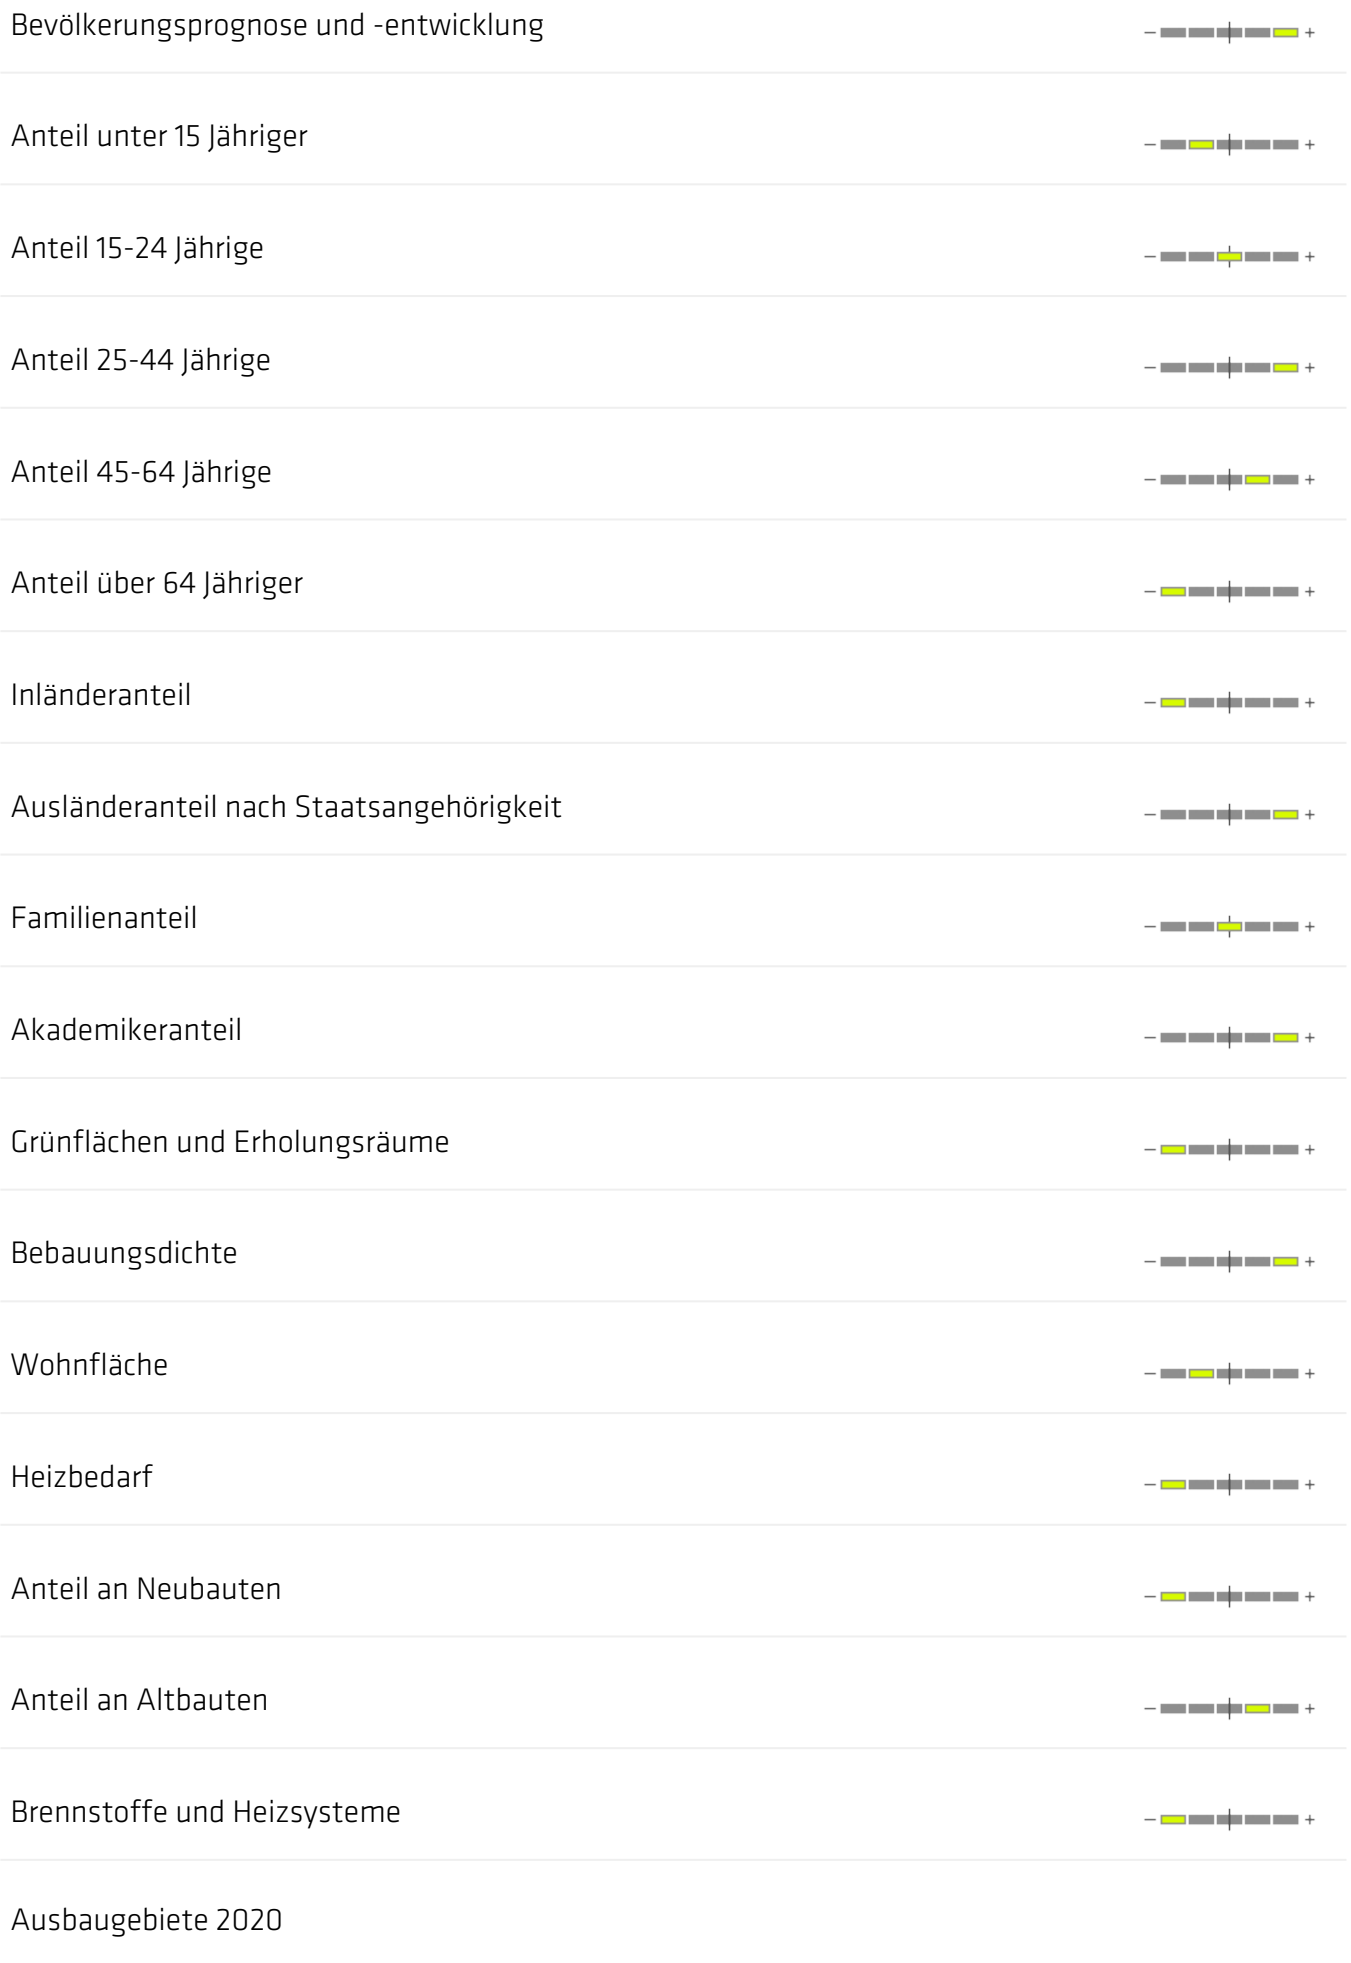 Bevölkerungsprognose und -entwicklung
– +
Anteil unter 15 Jähriger
– +
Anteil 15-24 Jährige
– +
Anteil 25-44 Jährige
– +
Anteil 45-64 Jährige
– +
Anteil über 64 Jähriger
– +
Inländeranteil
– +
Ausländeranteil nach Staatsangehörigkeit
– +
Familienanteil
– +
Akademikeranteil
– +
Grünflächen und Erholungsräume
– +
Bebauungsdichte
– +
Wohnfläche
– +
Heizbedarf
– +
Anteil an Neubauten
– +
Anteil an Altbauten
– +
Brennstoffe und Heizsysteme
– +
Ausbaugebiete 2020